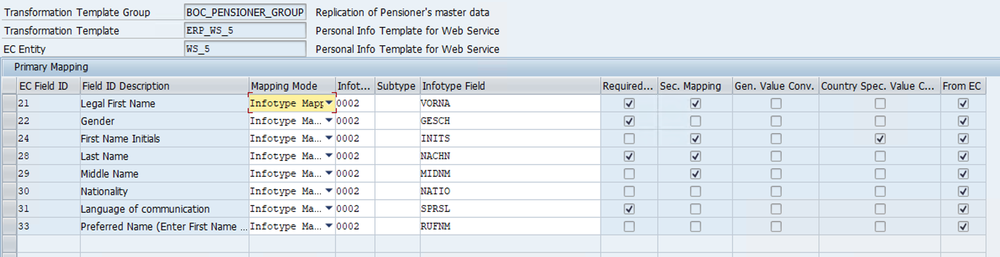 Transformation Template Group BOC_PENSIONER_GROUP Replication of Pensioner's master data
Transformation Template ERP_WS_5 Personal Info Template for Web Service
EC Entity WS_5 Personal Info Template for Web Service
Primary Mapping
EC Field ID Field ID Description Mapping Mode Infot... Subtype Infotype Field Required... Sec. Mapping Gen. Value Conv. Country Spec. Value C... From EC
21 Legal First Name Infotype Mapp 0002 VORNA
22 Gender Infotype Ma... 0002 GESCH
24 First Name Initials Infotype Ma... 0002 INITS
28 Last Name Infotype Ma... 0002 NACHN
29 Middle Name Infotype Ma... 0002 MIDNM
30 Nationality Infotype Ma... 0002 NATIO
31 Language of communication Infotype Ma... 0002 SPRSL
33 Preferred Name (Enter First Name ... Infotype Ma... 0002 RUFNM